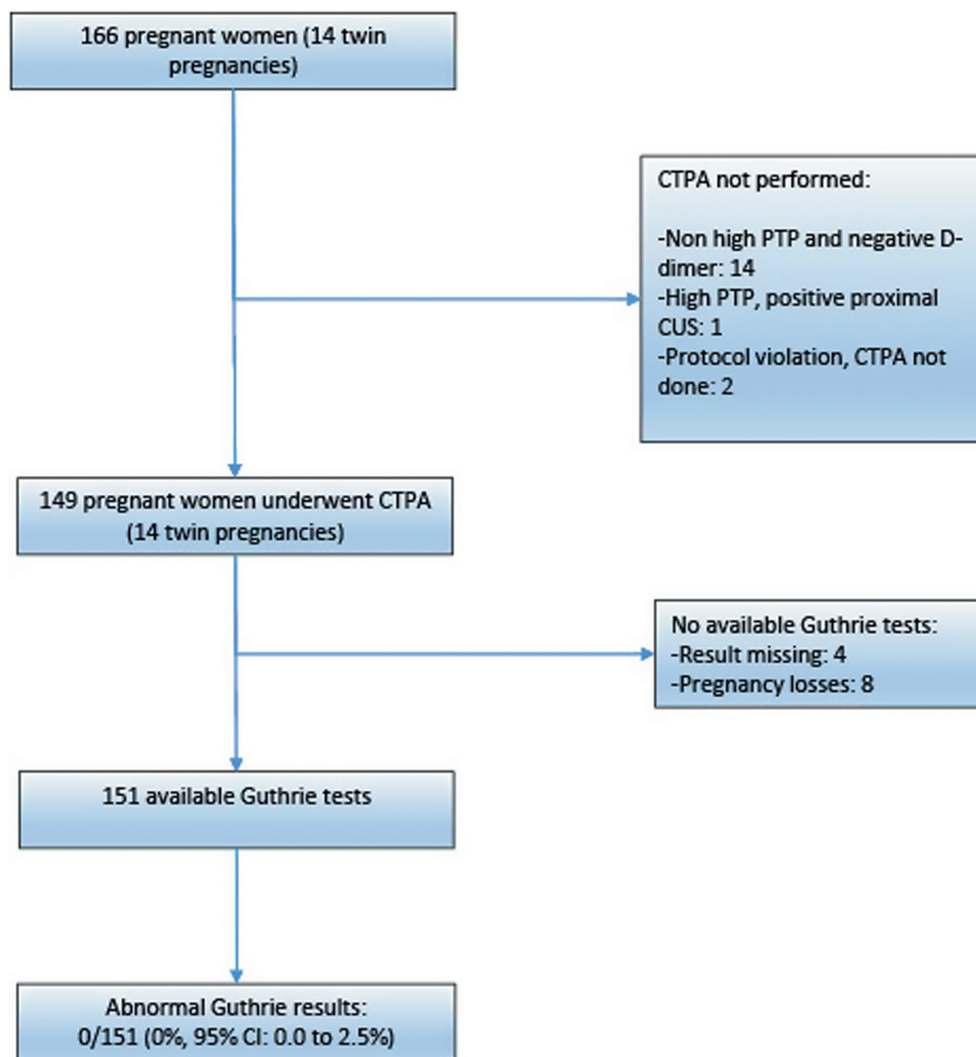 166 pregnant women (14 twin
pregnancies)
CTPA not performed:
-Non high PTP and negative D-
dimer: 14
-High PTP, positive proximal
CUS: 1
-Protocol violation, CTPA not
done: 2
149 pregnant women underwent CTPA
(14 twin pregnancies)
No available Guthrie tests:
-Result missing: 4
-Pregnancy losses: 8
151 available Guthrie tests
Abnormal Guthrie results:
0/151 (0%, 95% CI: 0.0 to 2.5%)